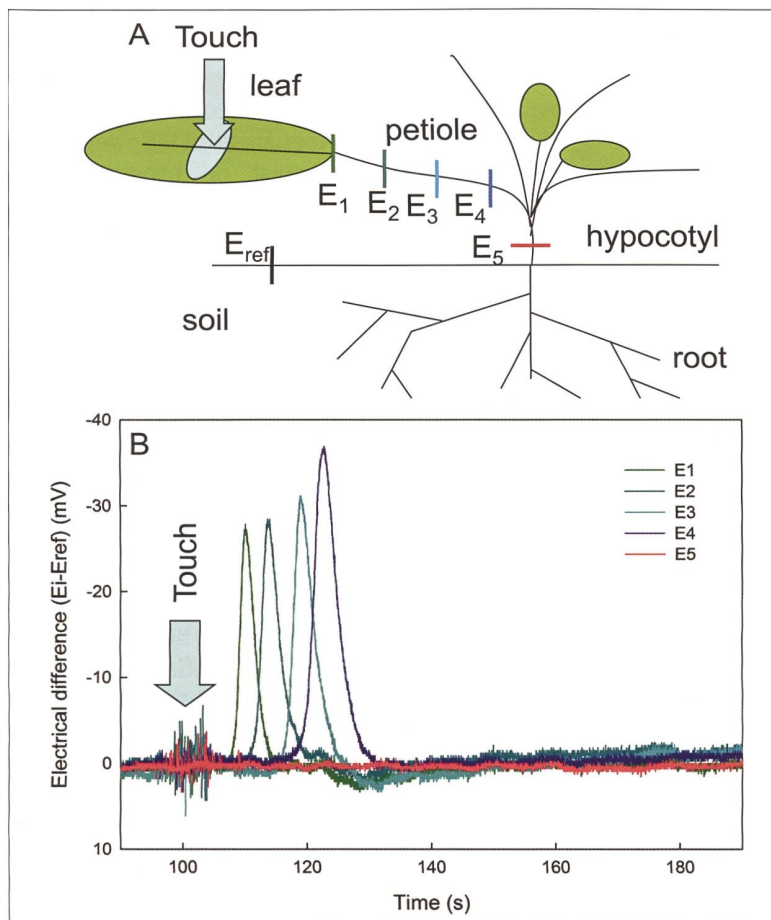 A
Touch
leaf
petiole
E1 E2 E3 E4
Eref
E5
hypocotyl
soil
root
B
Touch
Electrical difference (Ei-Eref) (mV)
-40
-30
-20
-10
0
10
E1
E2
E3
E4
E5
100 120 140 160 180
Time (s)